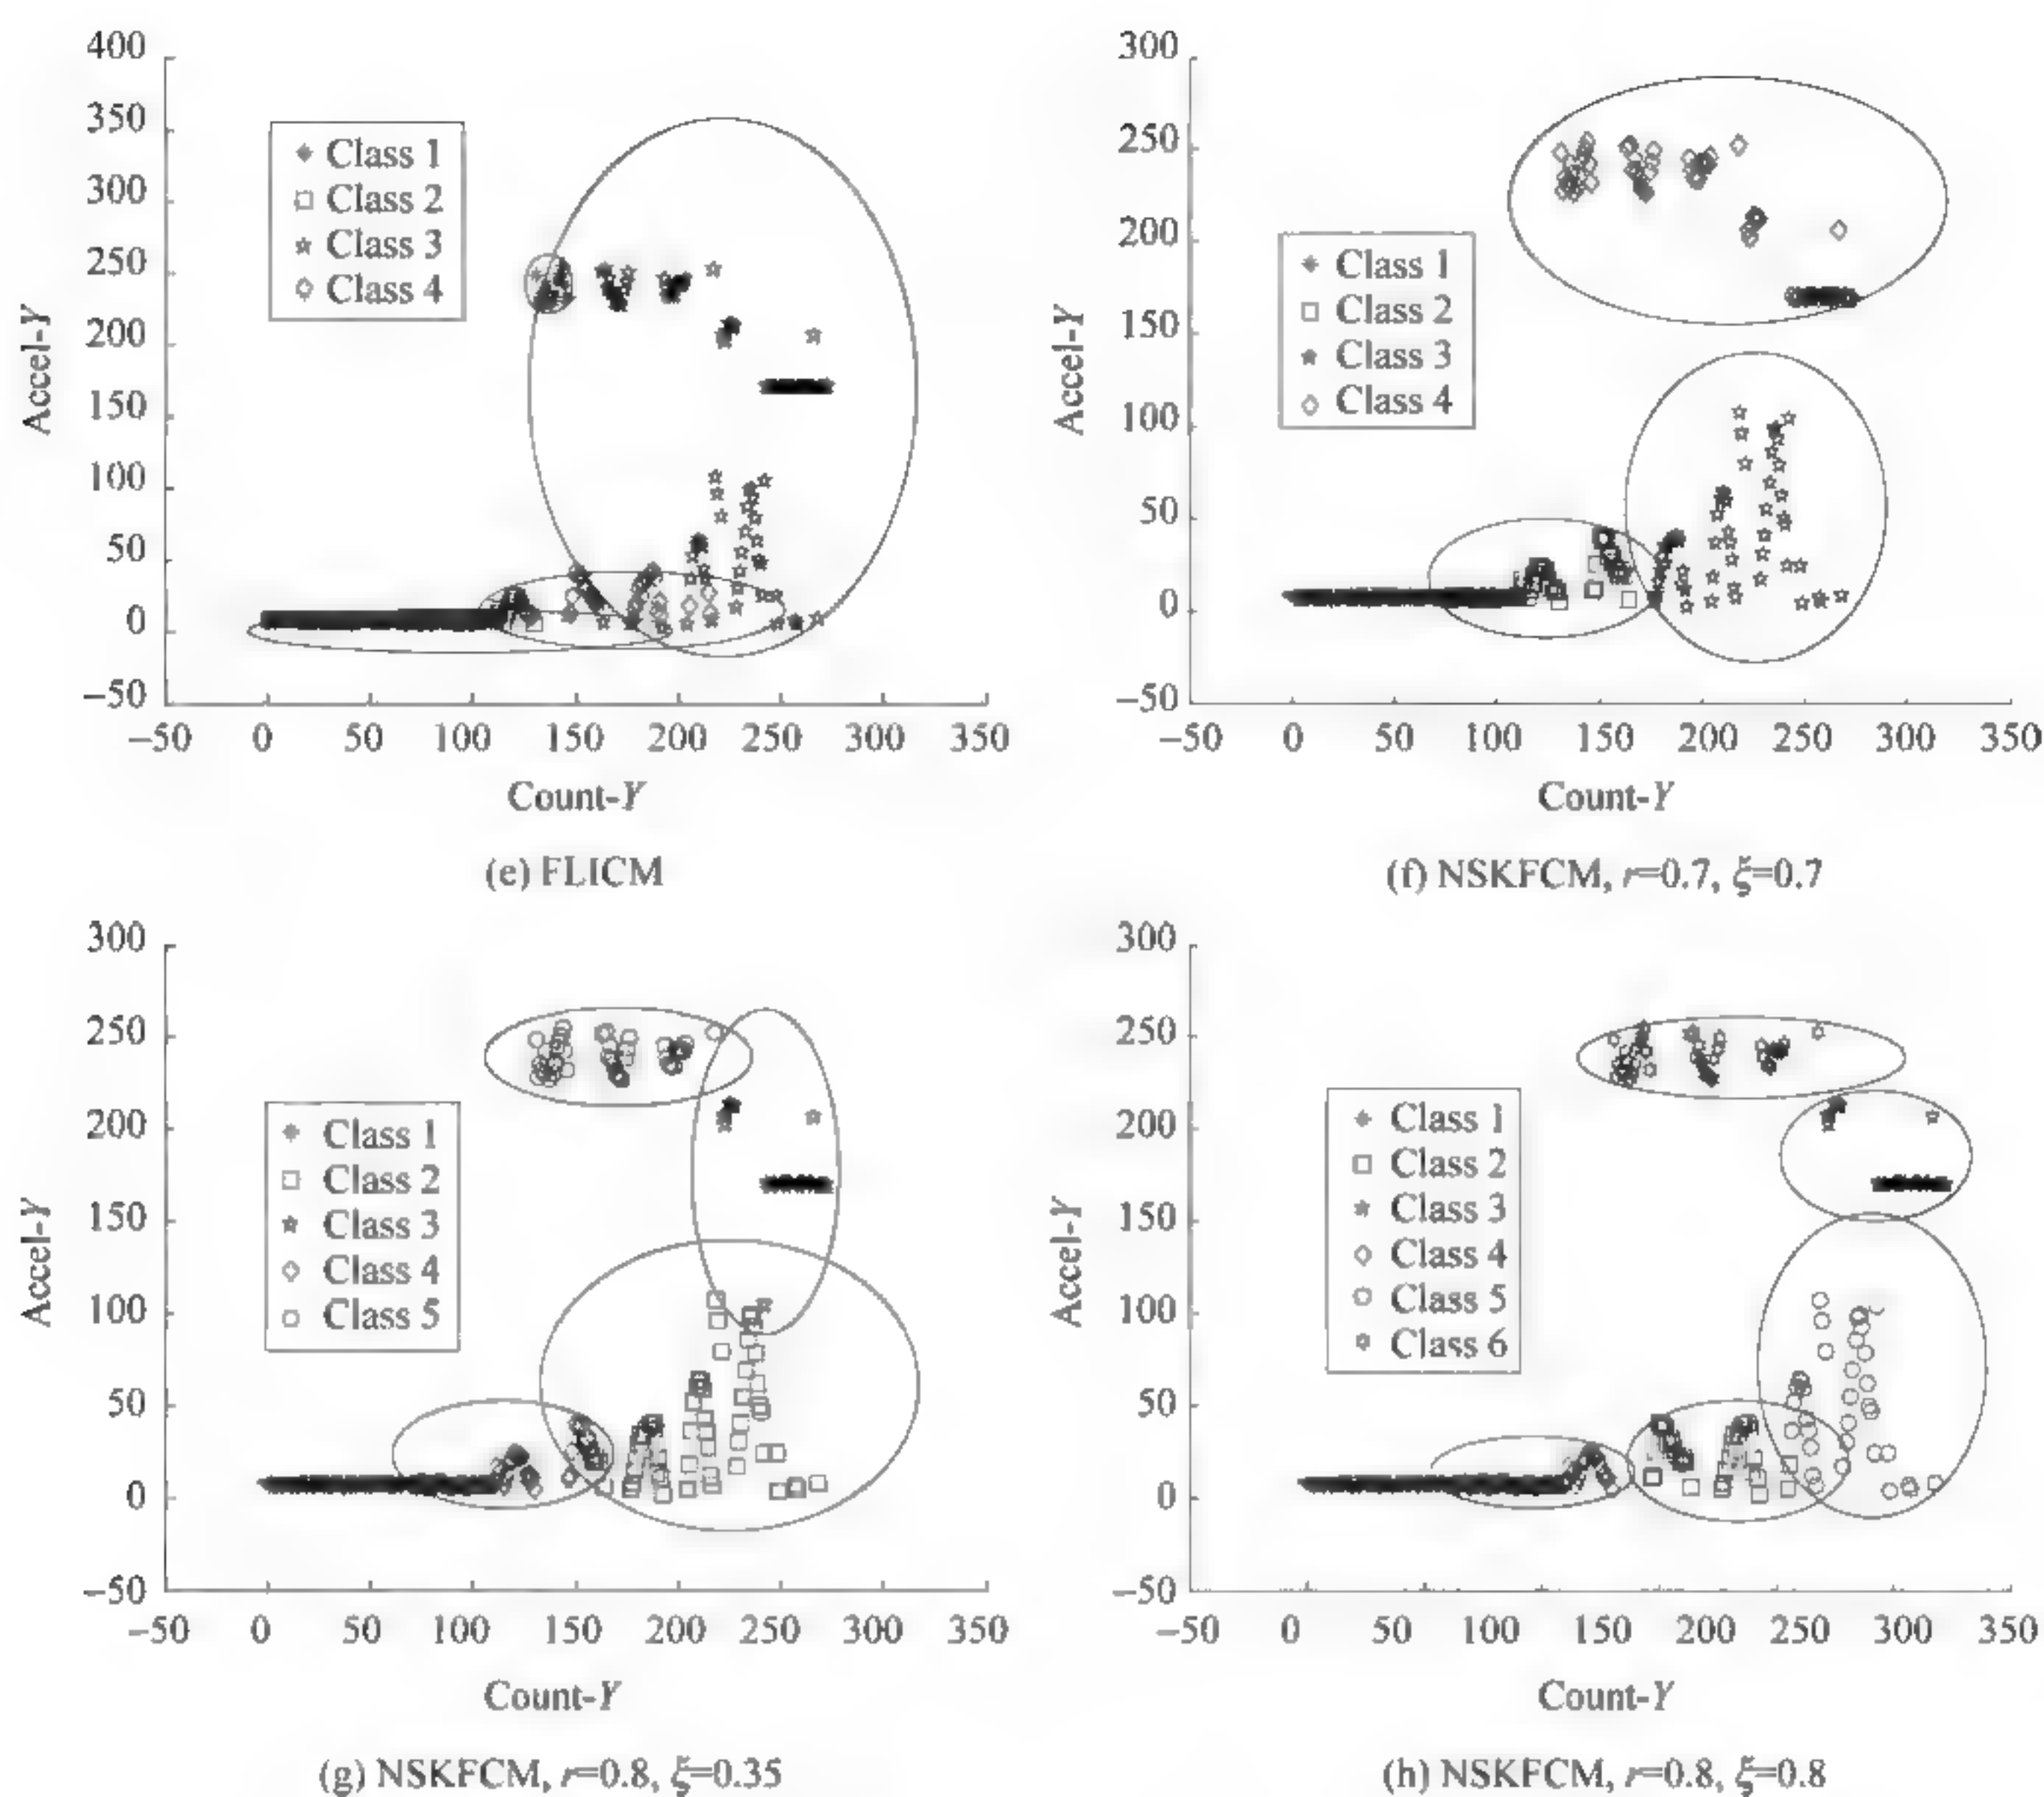 400
350
300
250
200
150
100
50
0
−50
Accel-Y
Class 1
Class 2
Class 3
Class 4
−50 0 50 100 150 200 250 300 350
Count-Y
(e) FLICM
300
250
200
150
100
50
0
−50
Accel-Y
Class 1
Class 2
Class 3
Class 4
−50 0 50 100 150 200 250 300 350
Count-Y
(f) NSKFCM, r=0.7, ξ=0.7
300
250
200
150
100
50
0
−50
Accel-Y
Class 1
Class 2
Class 3
Class 4
Class 5
−50 0 50 100 150 200 250 300 350
Count-Y
(g) NSKFCM, r=0.8, ξ=0.35
300
250
200
150
100
50
0
−50
Accel-Y
Class 1
Class 2
Class 3
Class 4
Class 5
Class 6
−50 0 50 100 150 200 250 300 350
Count-Y
(h) NSKFCM, r=0.8, ξ=0.8